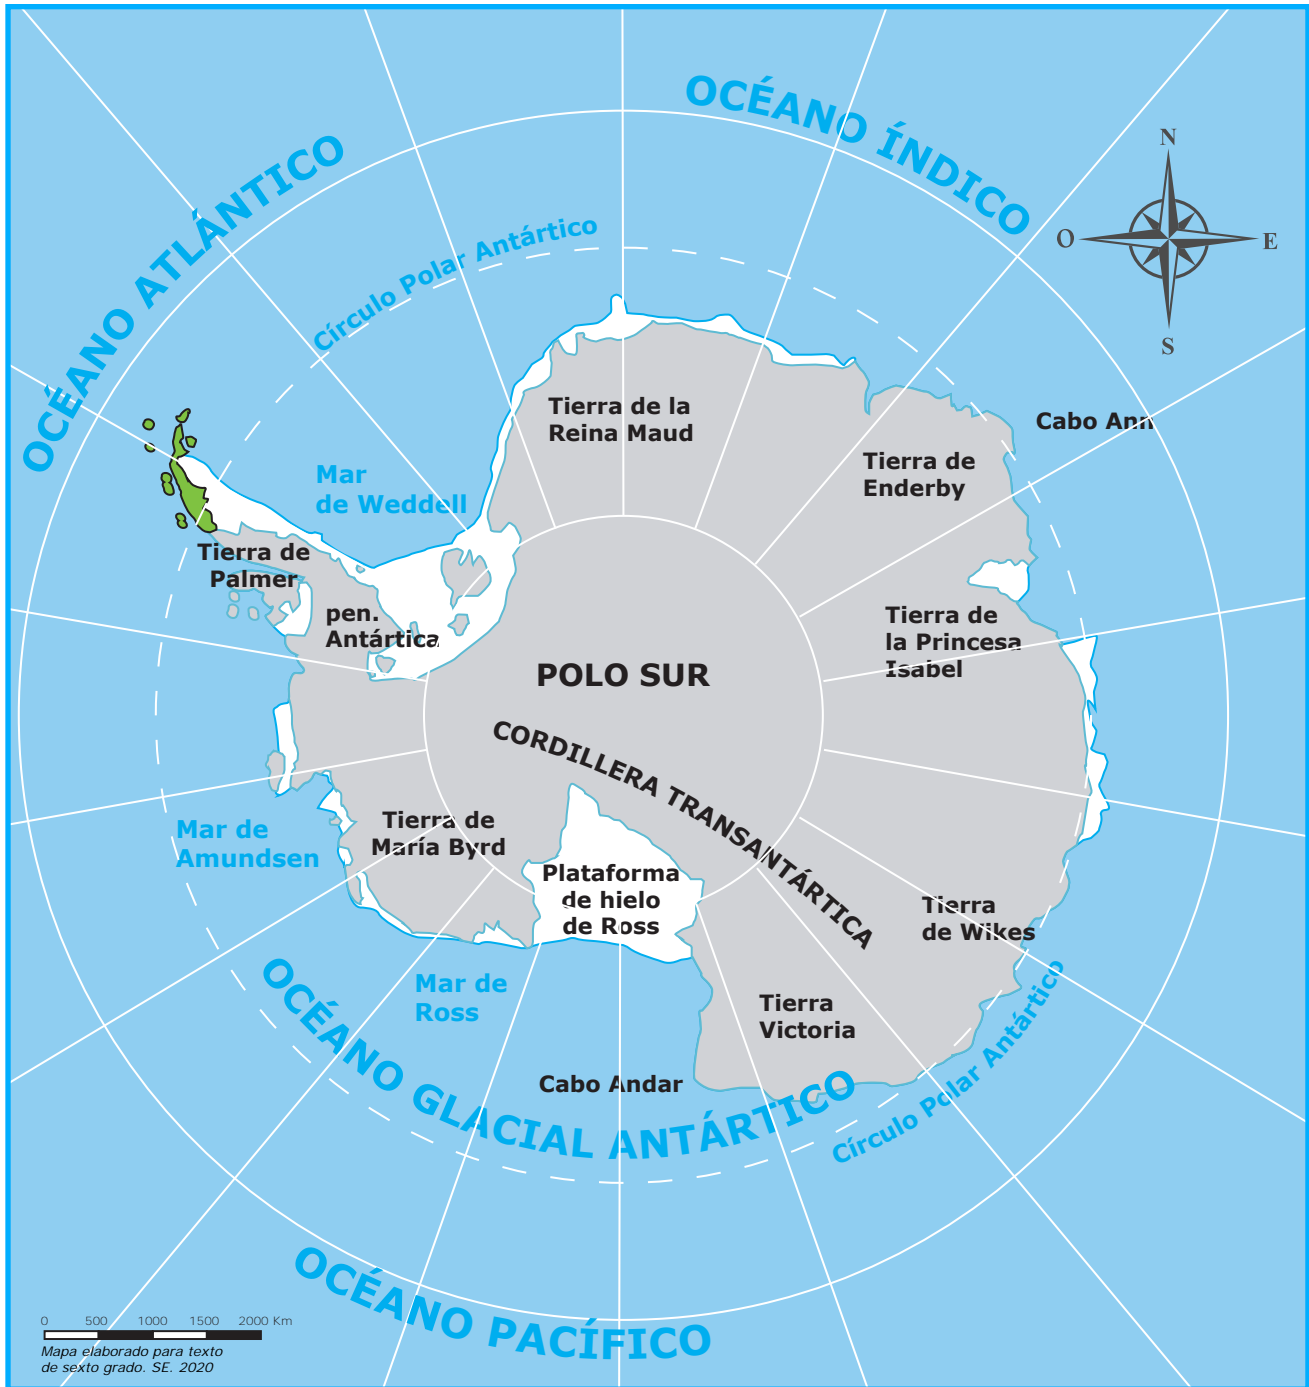 OCÉANO ÍNDICO
OCÉANO ATLÁNTICO
N
O
E
S
Círculo Polar Antártico
Tierra de la
Reina Maud
Cabo Ann
Tierra de
Enderby
Mar
de Weddell
Tierra de
Palmer
pen.
Antártica
Tierra de
la Princesa
Isabel
POLO SUR
CORDILLERA TRANSANTÁRTICA
Mar de
Amundsen
Tierra de
María Byrd
Plataforma
de hielo
de Ross
Tierra
de Wikes
Mar de
Ross
Tierra
Victoria
Cabo Andar
OCÉANO GLACIAL ANTÁRTICO
Círculo Polar Antártico
OCÉANO PACÍFICO
0 500 1000 1500 2000 Km
Mapa elaborado para texto
de sexto grado. SE. 2020